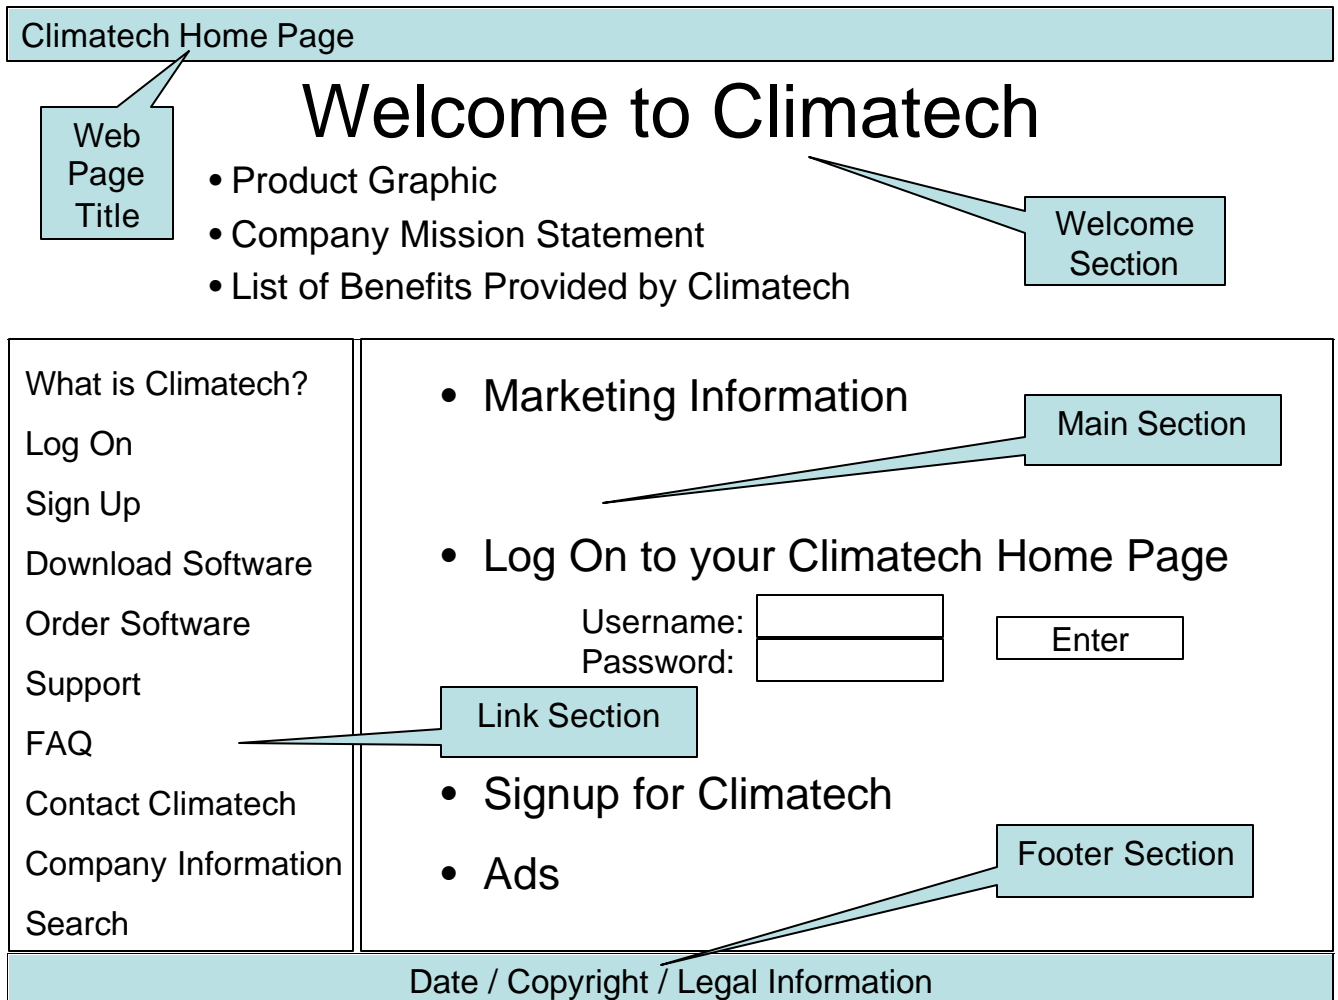 Climatech Home Page
Welcome to Climatech
Web
Page
Title
• Product Graphic
• Company Mission Statement
• List of Benefits Provided by Climatech
Welcome
Section
What is Climatech?
Log On
Sign Up
Download Software
Order Software
Support
FAQ
Contact Climatech
Company Information
Search
• Marketing Information
Main Section
• Log On to your Climatech Home Page
Username:
Password:
Enter
Link Section
• Signup for Climatech
• Ads
Footer Section
Date / Copyright / Legal Information